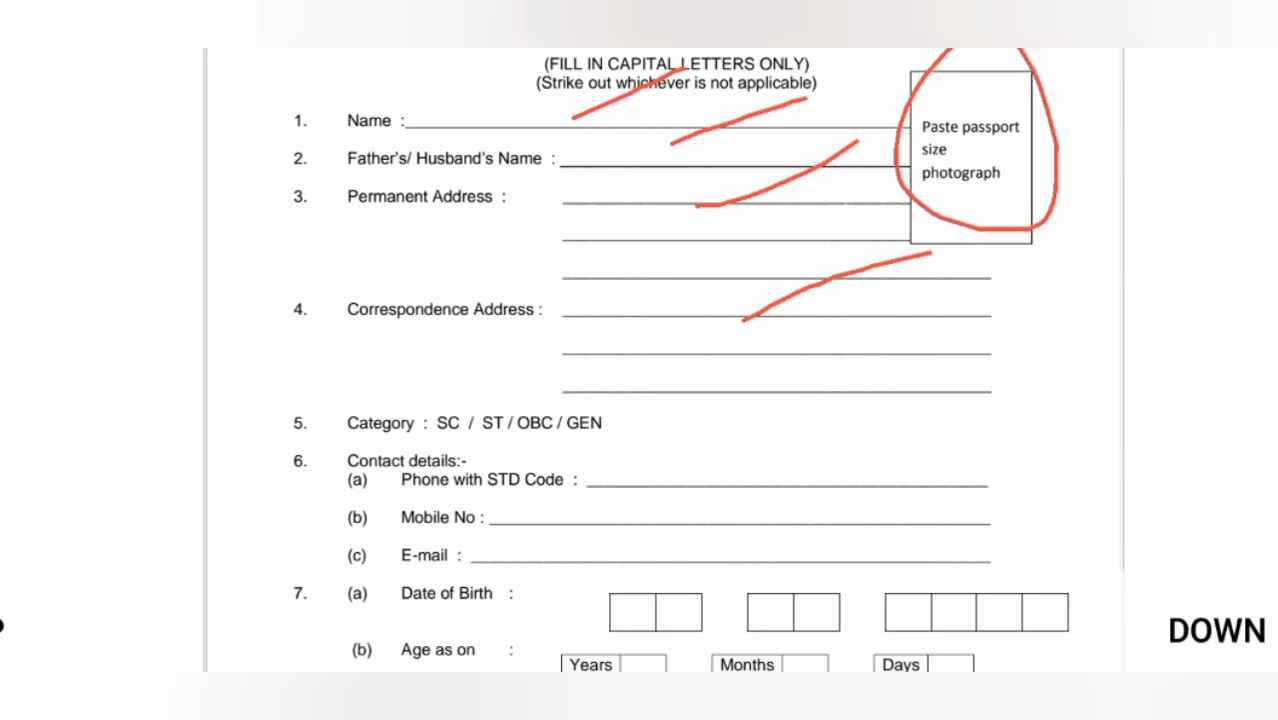 (FILL IN CAPITAL LETTERS ONLY)
(Strike out whichever is not applicable)
1. Name :
2. Father's/ Husband's Name :
3. Permanent Address :
Paste passport
size
photograph
4. Correspondence Address :
5. Category : SC / ST / OBC / GEN
6. Contact details:-
(a) Phone with STD Code :
(b) Mobile No :
(c) E-mail :
7. (a) Date of Birth :
(b) Age as on :
Years Months Days
DOWN